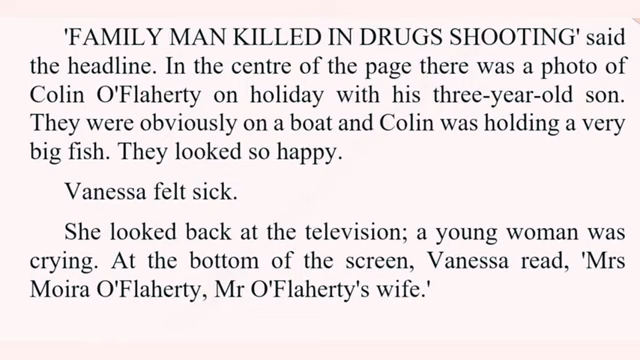 'FAMILY MAN KILLED IN DRUGS SHOOTING' said
the headline. In the centre of the page there was a photo of
Colin O'Flaherty on holiday with his three-year-old son.
They were obviously on a boat and Colin was holding a very
big fish. They looked so happy.
Vanessa felt sick.
She looked back at the television; a young woman was
crying. At the bottom of the screen, Vanessa read, 'Mrs
Moira O'Flaherty, Mr O'Flaherty's wife.'